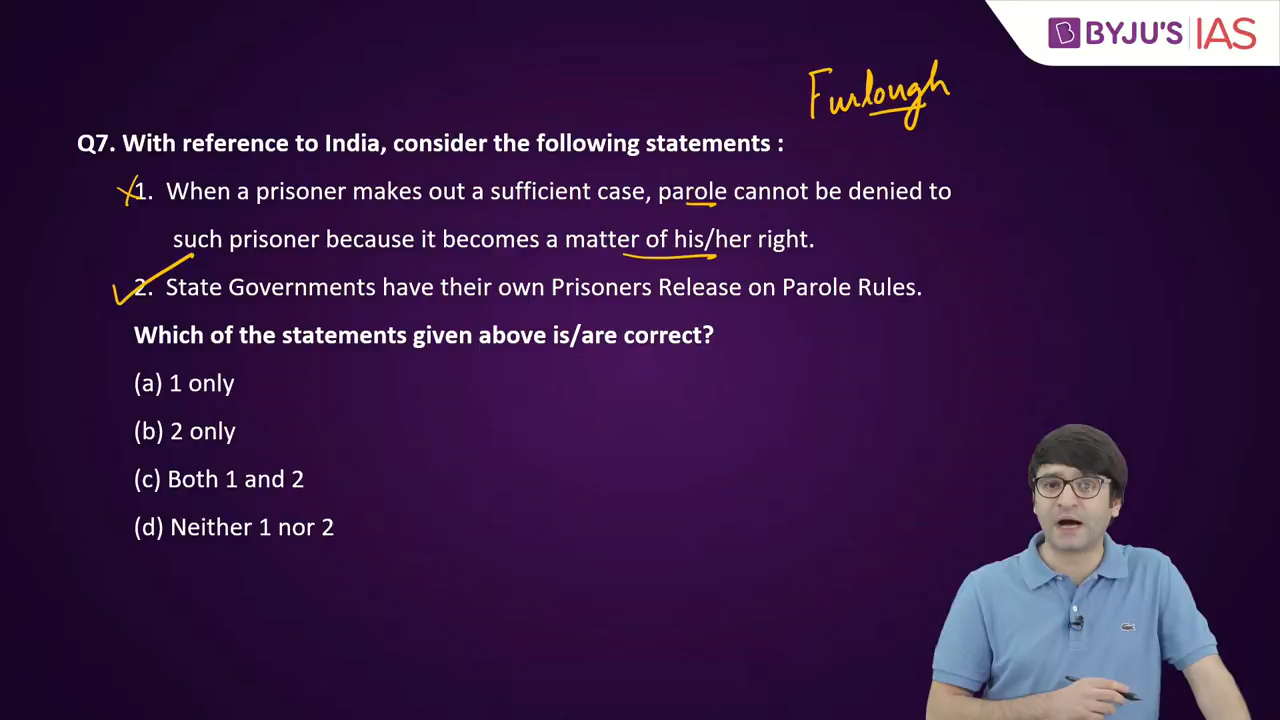 BYJU'S IAS
Furlough
Q7. With reference to India, consider the following statements :
1. When a prisoner makes out a sufficient case, parole cannot be denied to
such prisoner because it becomes a matter of his/her right.
2. State Governments have their own Prisoners Release on Parole Rules.
Which of the statements given above is/are correct?
(a) 1 only
(b) 2 only
(c) Both 1 and 2
(d) Neither 1 nor 2